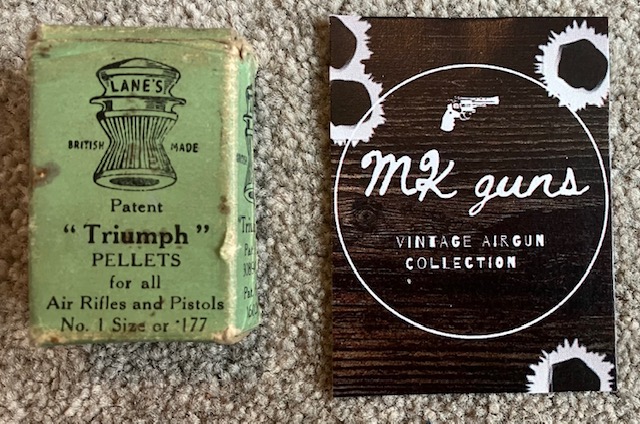 LANE'S
BRITISH MADE
Patent
"Triumph"
PELLETS
for all
Air Rifles and Pistols
No. 1 Size or ·177
MK guns
VINTAGE AIRGUN
COLLECTION